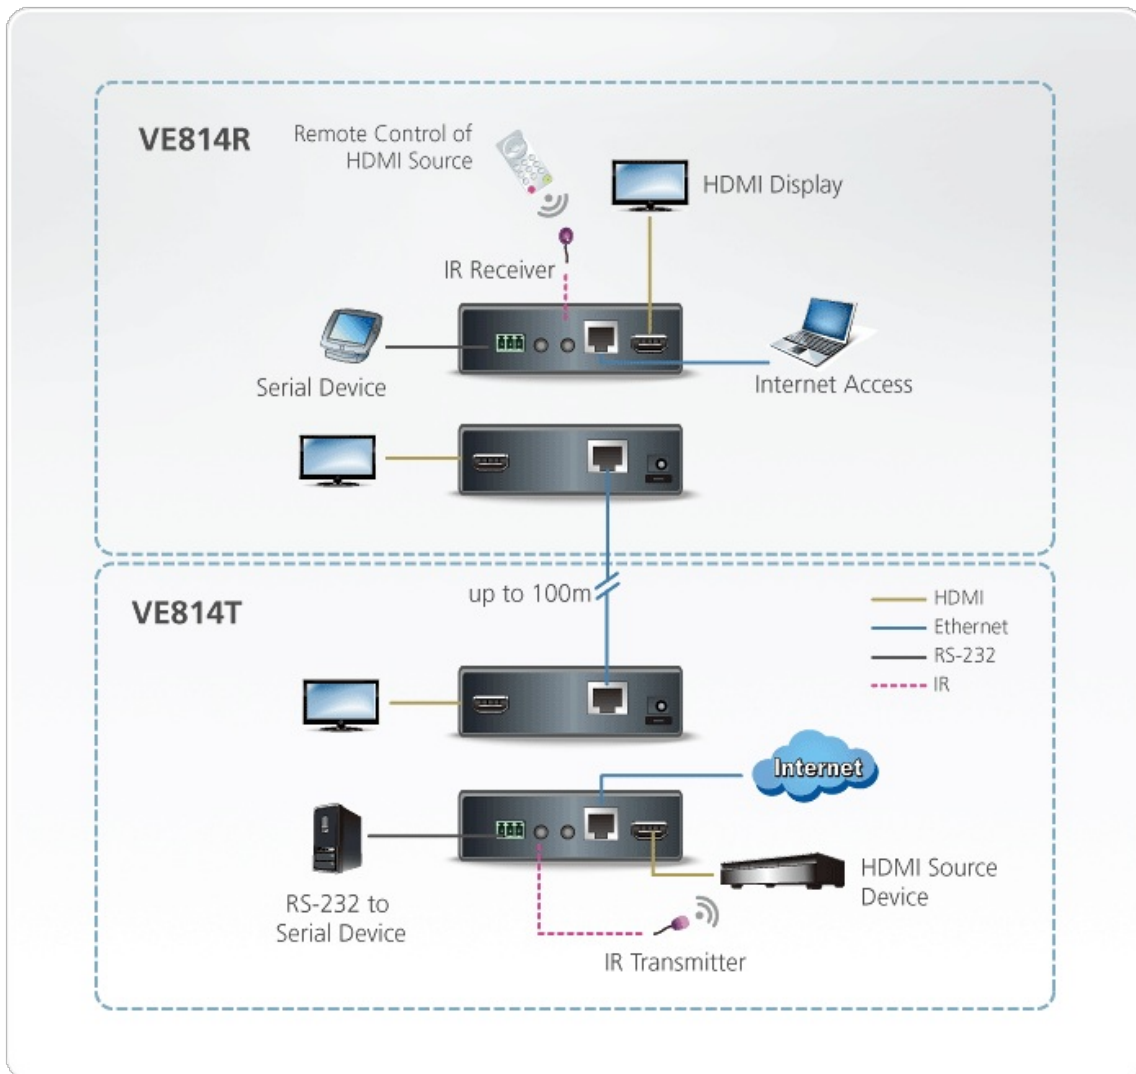 VE814R
Remote Control of
HDMI Source
HDMI Display
IR Receiver
Serial Device
Internet Access
up to 100m
VE814T
HDMI
Ethernet
RS-232
IR
Internet
RS-232 to
Serial Device
HDMI Source
Device
IR Transmitter